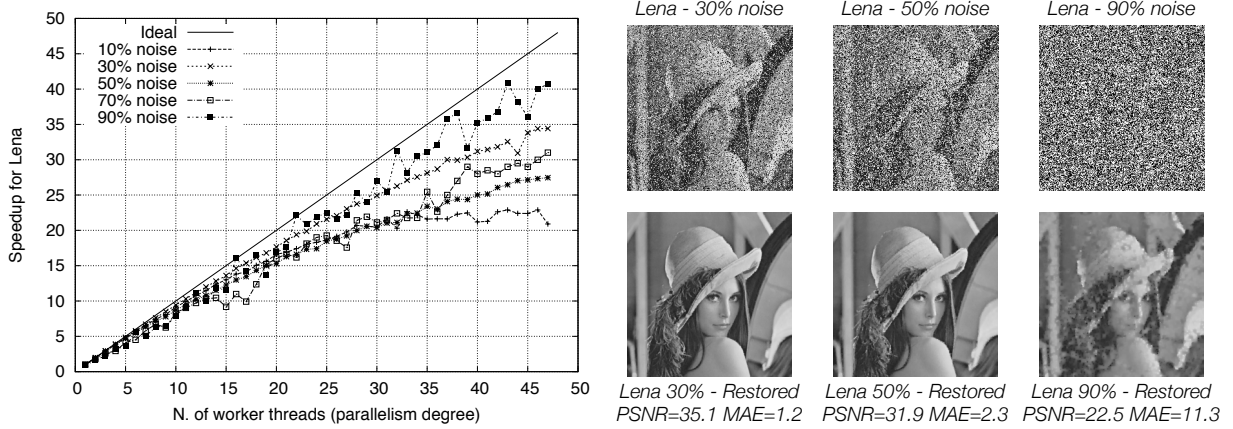 Speedup for Lena
50
45
40
35
30
25
20
15
10
5
0
Ideal
10% noise
30% noise
50% noise
70% noise
90% noise
0 5 10 15 20 25 30 35 40 45 50
N. of worker threads (parallelism degree)
Lena - 30% noise
Lena - 50% noise
Lena - 90% noise
Lena 30% - Restored
PSNR=35.1 MAE=1.2
Lena 50% - Restored
PSNR=31.9 MAE=2.3
Lena 90% - Restored
PSNR=22.5 MAE=11.3